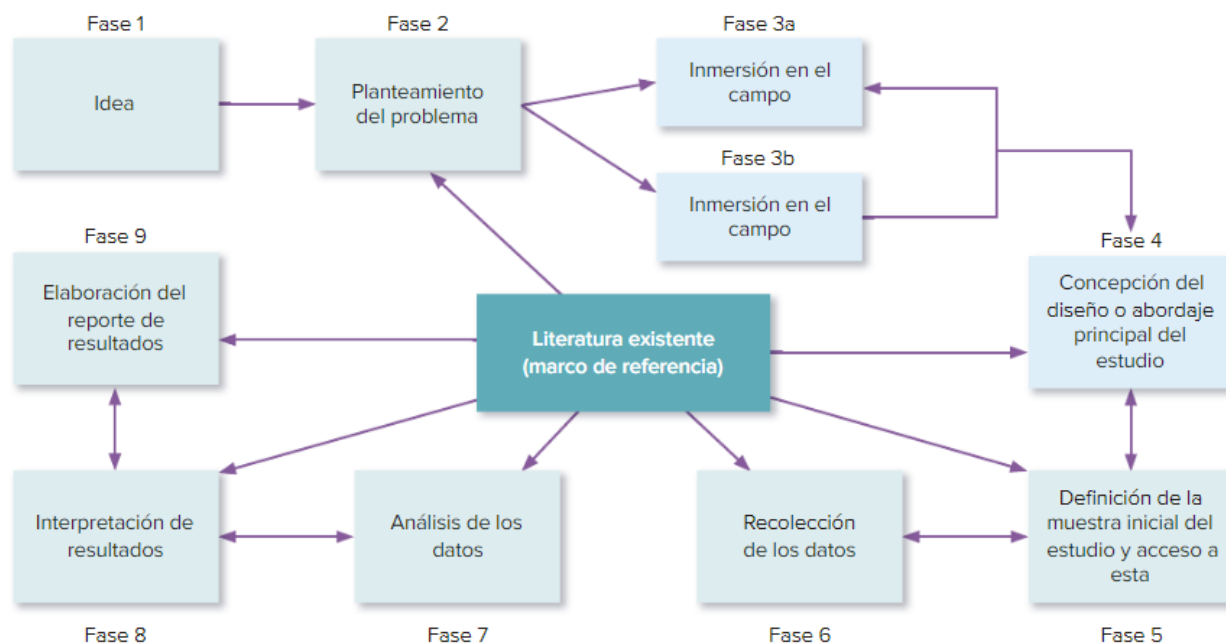 Fase 1
Idea
Fase 2
Planteamiento
del problema
Fase 3a
Inmersión en el
campo
Fase 3b
Inmersión en el
campo
Fase 4
Concepción del
diseño o abordaje
principal del
estudio
Fase 9
Elaboración del
reporte de
resultados
Literatura existente
(marco de referencia)
Interpretación de
resultados
Fase 8
Análisis de los
datos
Fase 7
Recolección
de los datos
Fase 6
Definición de la
muestra inicial del
estudio y acceso a
esta
Fase 5